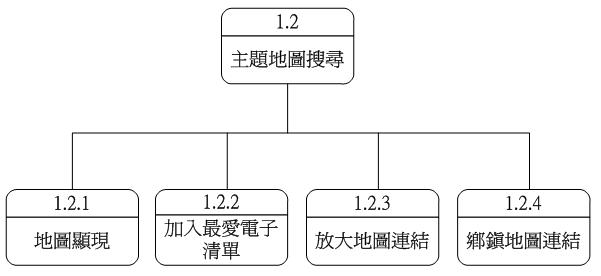 1.2
主題地圖搜尋
1.2.1
地圖顯現
1.2.2
加入最愛電子
清單
1.2.3
放大地圖連結
1.2.4
鄉鎮地圖連結